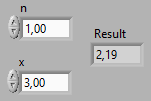 n
1,00
Result
2,19
x
3,00